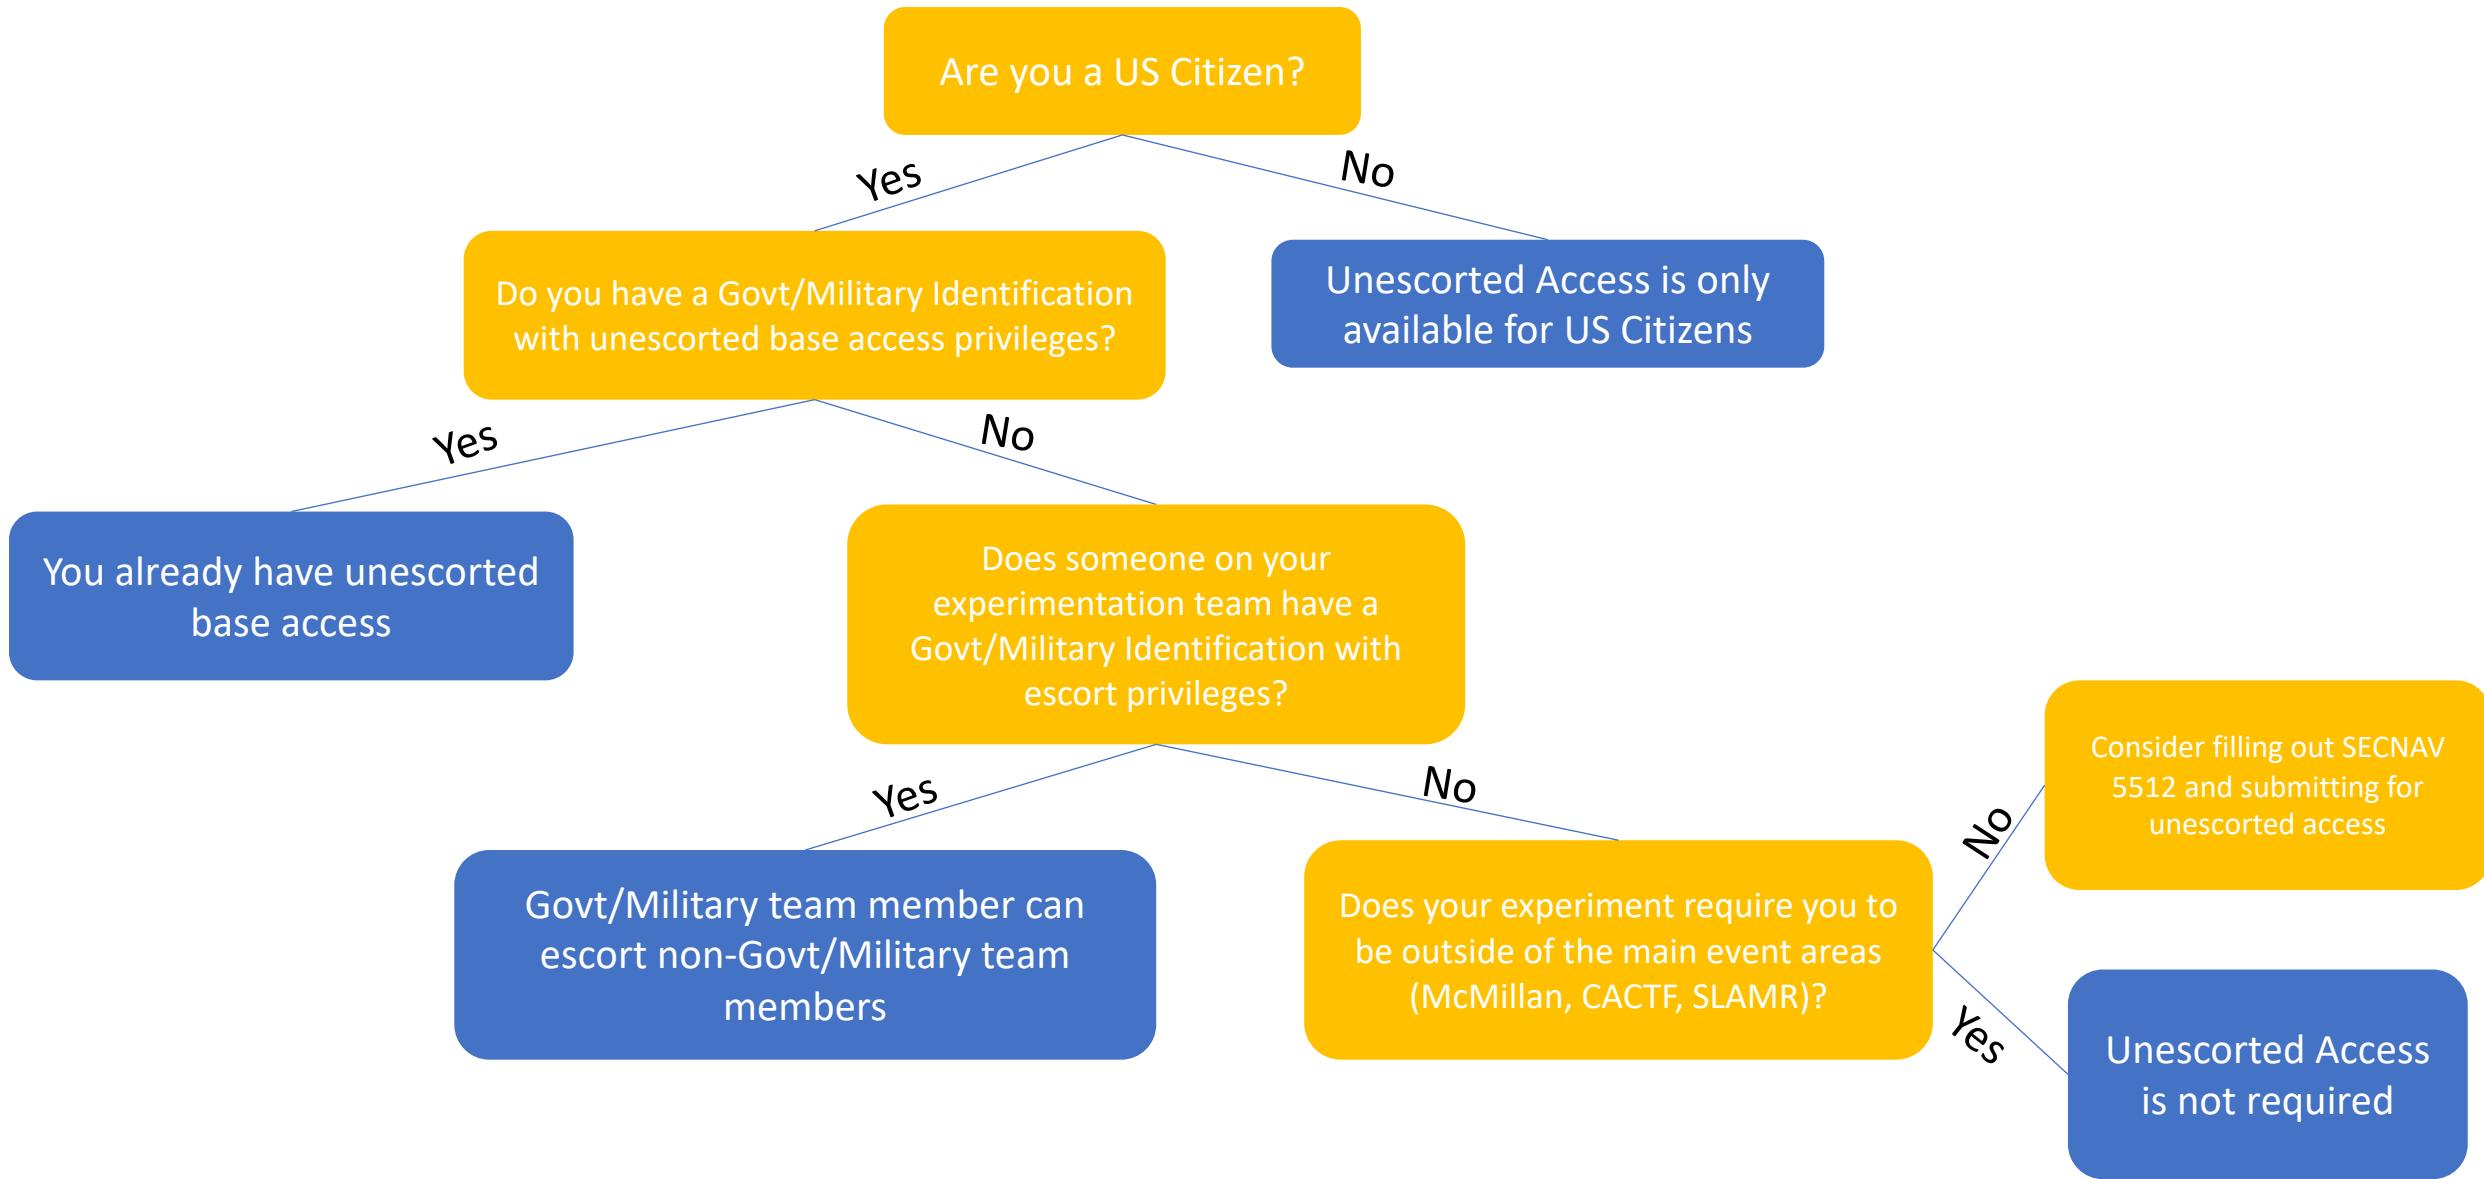 Are you a US Citizen?
Yes
No
Do you have a Govt/Military Identification
with unescorted base access privileges?
Unescorted Access is only
available for US Citizens
Yes
No
You already have unescorted
base access
Does someone on your
experimentation team have a
Govt/Military Identification with
escort privileges?
Yes
No
Govt/Military team member can
escort non-Govt/Military team
members
Does your experiment require you to
be outside of the main event areas
(McMillan, CACTF, SLAMR)?
No
Consider filling out SECNAV
5512 and submitting for
unescorted access
Yes
Unescorted Access
is not required